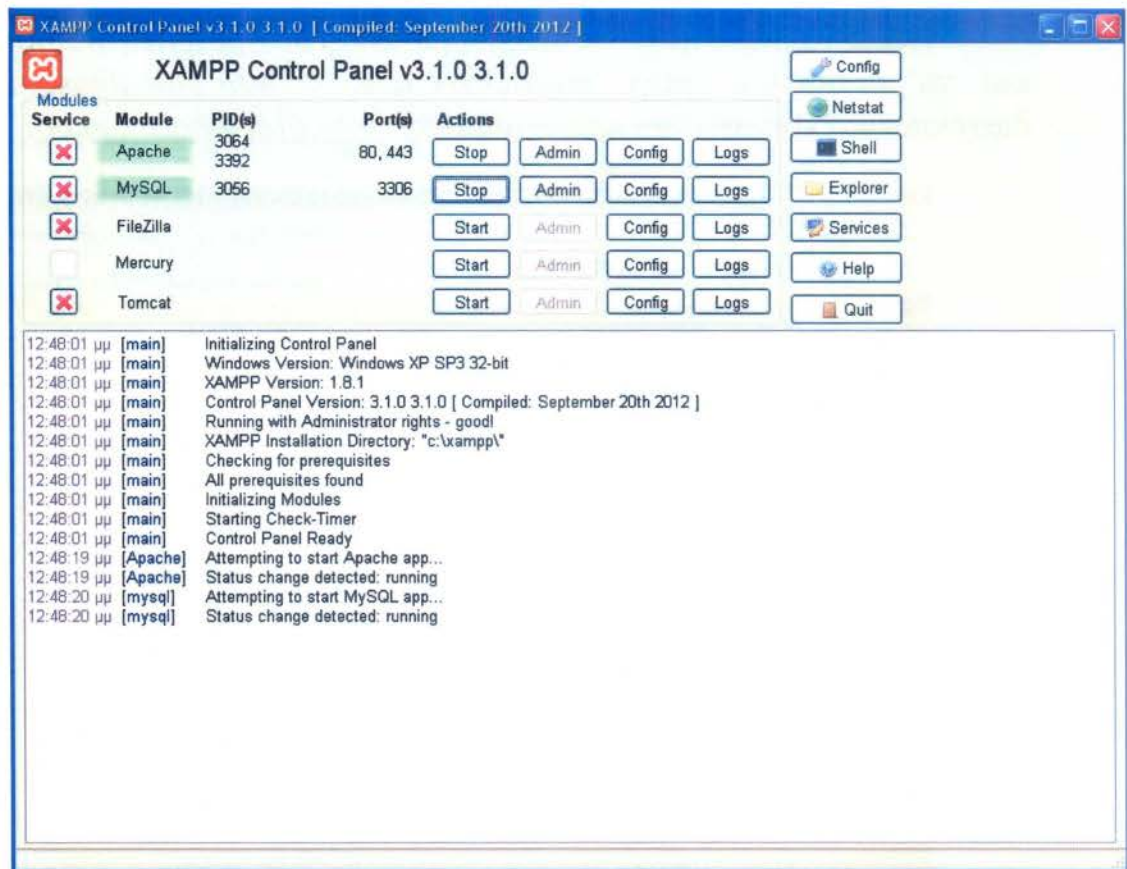 XAMPP Control Panel v3.1.0 3.1.0 [ Compiled: September 20th 2012 ]
XAMPP Control Panel v3.1.0 3.1.0
Config
Modules
Service Module PID(s) Port(s) Actions
Netstat
Apache 3064 3392 80, 443 Stop Admin Config Logs
Shell
MySQL 3056 3306 Stop Admin Config Logs
Explorer
FileZilla Start Admin Config Logs
Services
Mercury Start Admin Config Logs
Help
Tomcat Start Admin Config Logs
Quit
12:48:01 μμ [main] Initializing Control Panel
12:48:01 μμ [main] Windows Version: Windows XP SP3 32-bit
12:48:01 μμ [main] XAMPP Version: 1.8.1
12:48:01 μμ [main] Control Panel Version: 3.1.0 3.1.0 [ Compiled: September 20th 2012 ]
12:48:01 μμ [main] Running with Administrator rights - good!
12:48:01 μμ [main] XAMPP Installation Directory: "c:\xampp\"
12:48:01 μμ [main] Checking for prerequisites
12:48:01 μμ [main] All prerequisites found
12:48:01 μμ [main] Initializing Modules
12:48:01 μμ [main] Starting Check-Timer
12:48:01 μμ [main] Control Panel Ready
12:48:19 μμ [Apache] Attempting to start Apache app...
12:48:19 μμ [Apache] Status change detected: running
12:48:20 μμ [mysql] Attempting to start MySQL app...
12:48:20 μμ [mysql] Status change detected: running